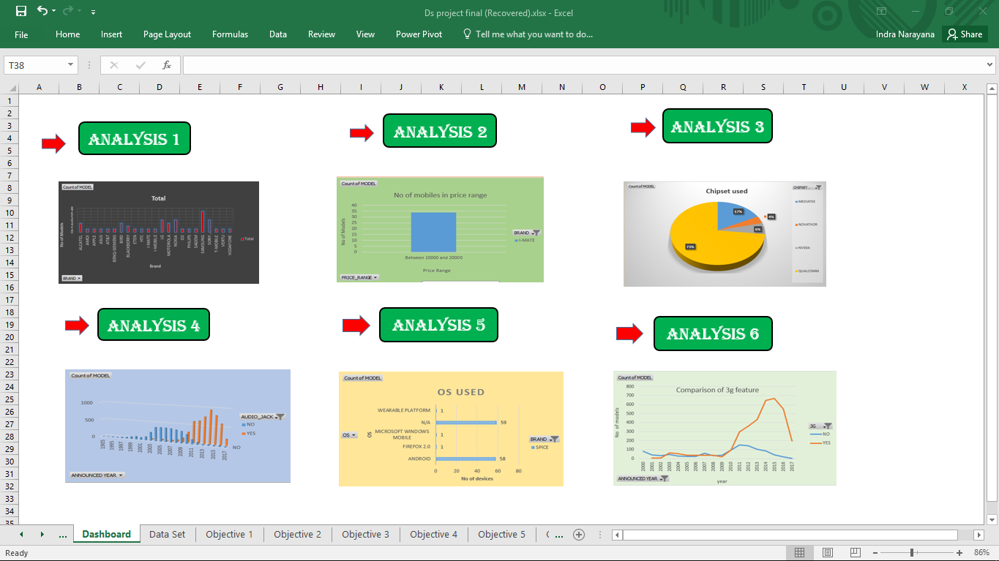 Ds project final (Recovered).xlsx - Excel
File Home Insert Page Layout Formulas Data Review View Power Pivot Tell me what you want to do... Indra Narayana Share
T38 fx
A B C D E F G H I J K L M N O P Q R S T U V W X
1
2
3
4
5
6
7
8
9
10
11
12
13
14
15
16
17
18
19
20
21
22
23
24
25
26
27
28
29
30
31
32
33
34
35
ANALYSIS 1
ANALYSIS 2
ANALYSIS 3
Count of MODEL
Total
No of Models
ALCATEL AMOI APPLE ASUS AT&T BENQ-SIEMENS BIRD BLACKBERRY ETEN HTC I-MATE I-MOBILE LG MOTOROLA NOKIA O2 PHILIPS SAGEM SAMSUNG SONY T-MOBILE VERTU VODAFONE
Total
Brand
BRAND
Count of MODEL
No of mobiles in price range
No of Models
40
35
30
25
20
15
10
5
0
Between 10000 and 20000
Price Range
BRAND
I-MATE
PRICE_RANGE
Count of MODEL
Chipset used
CHIPSET...
17%
4%
6%
73%
MEDIATEK
NOVATHOR
NVIDIA
QUALCOMM
ANALYSIS 4
ANALYSIS 5
ANALYSIS 6
Count of MODEL
1000
500
0
1965 1995 1997 1999 2001 2003 2005 2007 2009 2011 2013 2015 2017
NO
AUDIO_JACK
NO
YES
ANNOUNCED YEAR
Count of MODEL
OS USED
OS
OS
WEARABLE PLATFORM 1
N/A 59
MICROSOFT WINDOWS
MOBILE 1
FIREFOX 2.0 1
ANDROID 58
0 20 40 60 80
No of devices
BRAND
SPICE
Count of MODEL
Comparison of 3g feature
No of models
800
700
600
500
400
300
200
100
0
2000 2001 2002 2003 2004 2005 2006 2007 2008 2009 2010 2011 2012 2013 2014 2015 2016 2017
year
3G
NO
YES
ANNOUNCED YEAR
... Dashboard Data Set Objective 1 Objective 2 Objective 3 Objective 4 Objective 5 ...
Ready 86%